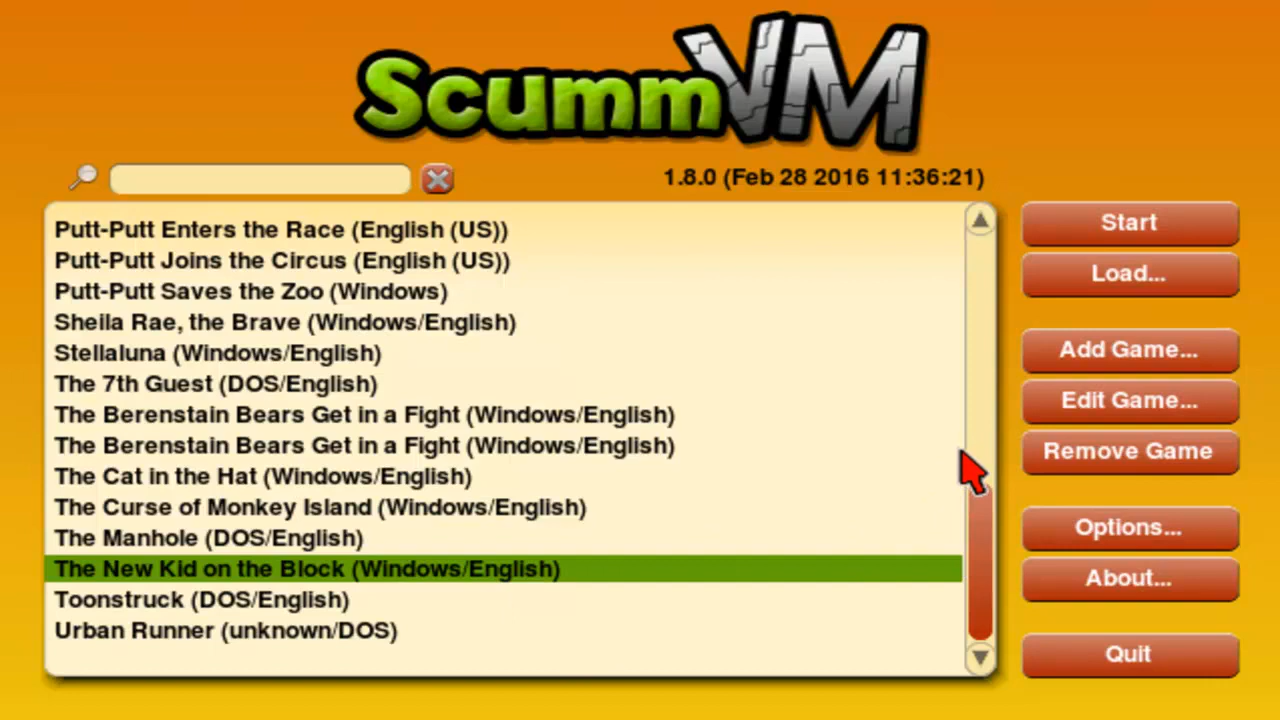 ScummVM
1.8.0 (Feb 28 2016 11:36:21)
Putt-Putt Enters the Race (English (US))
Putt-Putt Joins the Circus (English (US))
Putt-Putt Saves the Zoo (Windows)
Sheila Rae, the Brave (Windows/English)
Stellaluna (Windows/English)
The 7th Guest (DOS/English)
The Berenstain Bears Get in a Fight (Windows/English)
The Berenstain Bears Get in a Fight (Windows/English)
The Cat in the Hat (Windows/English)
The Curse of Monkey Island (Windows/English)
The Manhole (DOS/English)
The New Kid on the Block (Windows/English)
Toonstruck (DOS/English)
Urban Runner (unknown/DOS)
Start
Load...
Add Game...
Edit Game...
Remove Game
Options...
About...
Quit